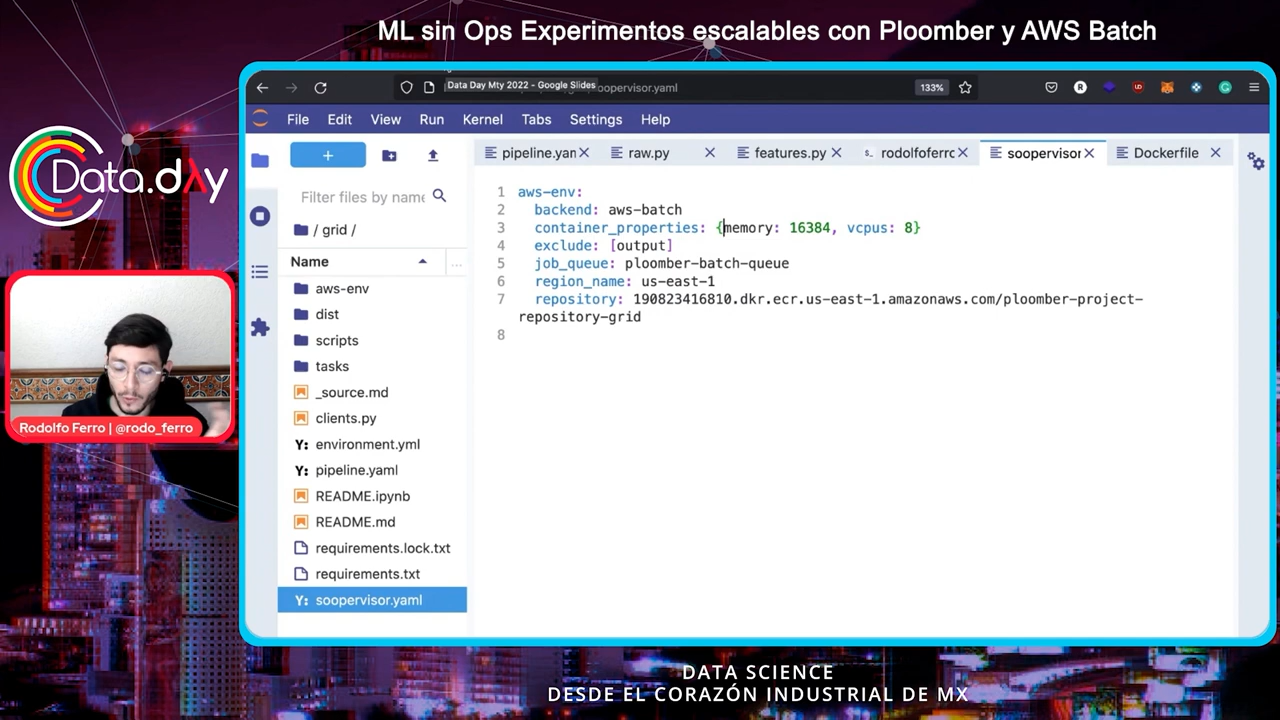 ML sin Ops Experimentos escalables con Ploomber y AWS Batch
Data.dAy
Data Day Mty 2022 - Google Slides
soopervisor.yaml
133%
File Edit View Run Kernel Tabs Settings Help
pipeline.yan
raw.py
features.py
rodolfoferrc
soopervisor
Dockerfile
Filter files by name
/ grid /
Name
aws-env
dist
scripts
tasks
_source.md
clients.py
Y: environment.yml
Y: pipeline.yaml
README.ipynb
README.md
requirements.lock.txt
requirements.txt
Y: soopervisor.yaml
1 aws-env:
2 backend: aws-batch
3 container_properties: {memory: 16384, vcpus: 8}
4 exclude: [output]
5 job_queue: ploomber-batch-queue
6 region_name: us-east-1
7 repository: 190823416810.dkr.ecr.us-east-1.amazonaws.com/ploomber-project-
repository-grid
8
Rodolfo Ferro | @rodo_ferro
DATA SCIENCE
DESDE EL CORAZÓN INDUSTRIAL DE MX